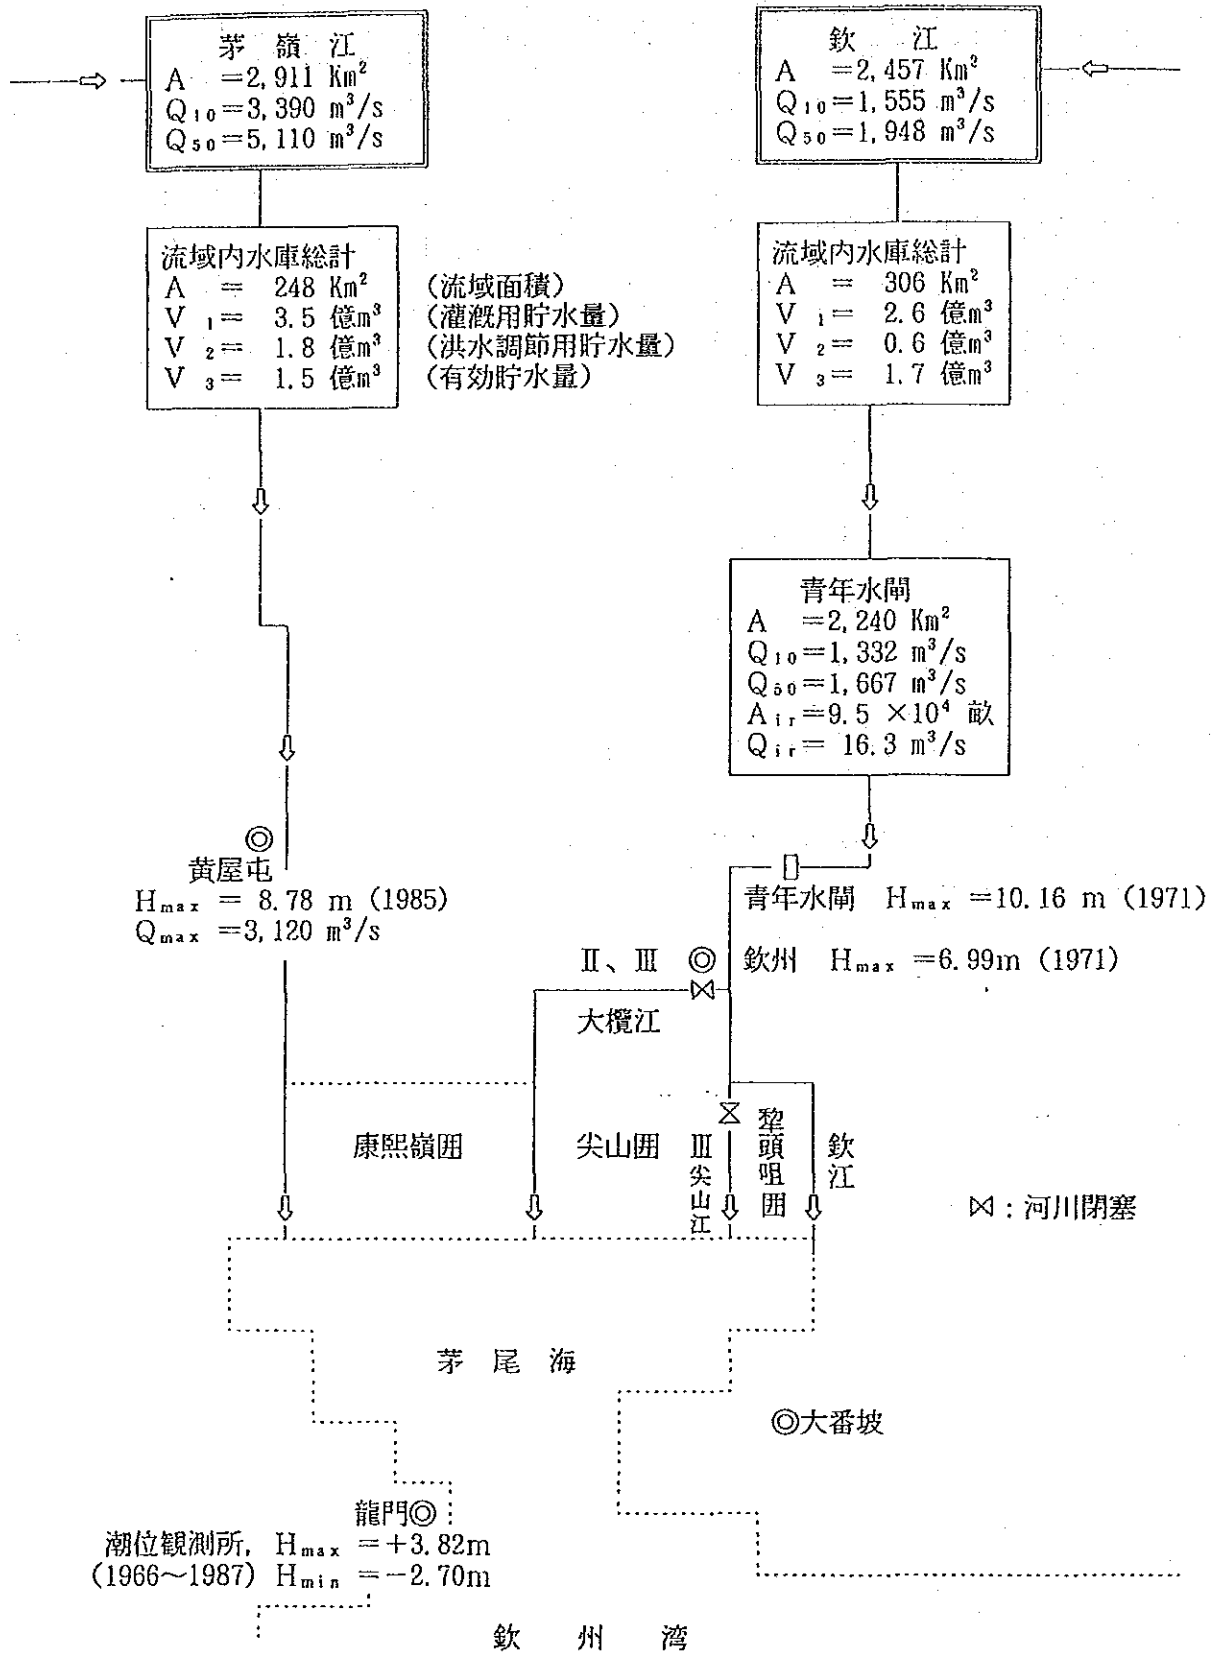 茅嶺江
A =2,911 Km²
Q₁₀=3,390 m³/s
Q₅₀=5,110 m³/s
欽江
A =2,457 Km²
Q₁₀=1,555 m³/s
Q₅₀=1,948 m³/s
流域内水庫総計
A = 248 Km² (流域面積)
V₁= 3.5 億m³ (灌漑用貯水量)
V₂= 1.8 億m³ (洪水調節用貯水量)
V₃= 1.5 億m³ (有効貯水量)
流域内水庫総計
A = 306 Km²
V₁= 2.6 億m³
V₂= 0.6 億m³
V₃= 1.7 億m³
青年水閘
A =2,240 Km²
Q₁₀=1,332 m³/s
Q₅₀=1,667 m³/s
Aᵢᵣ=9.5 ×10⁴ 畝
Qᵢᵣ= 16.3 m³/s
◎
黄屋屯
Hmax = 8.78 m (1985)
Qmax =3,120 m³/s
青年水閘 Hmax =10.16 m (1971)
Ⅱ、Ⅲ ◎ 欽州 Hmax =6.99m (1971)
大欖江
康熙嶺囲
尖山囲
Ⅲ尖山江
犂頭咀囲
欽江
⋈:河川閉塞
茅尾海
◎大番坡
龍門◎
潮位観測所, Hmax =+3.82m
(1966~1987) Hmin =-2.70m
欽州湾